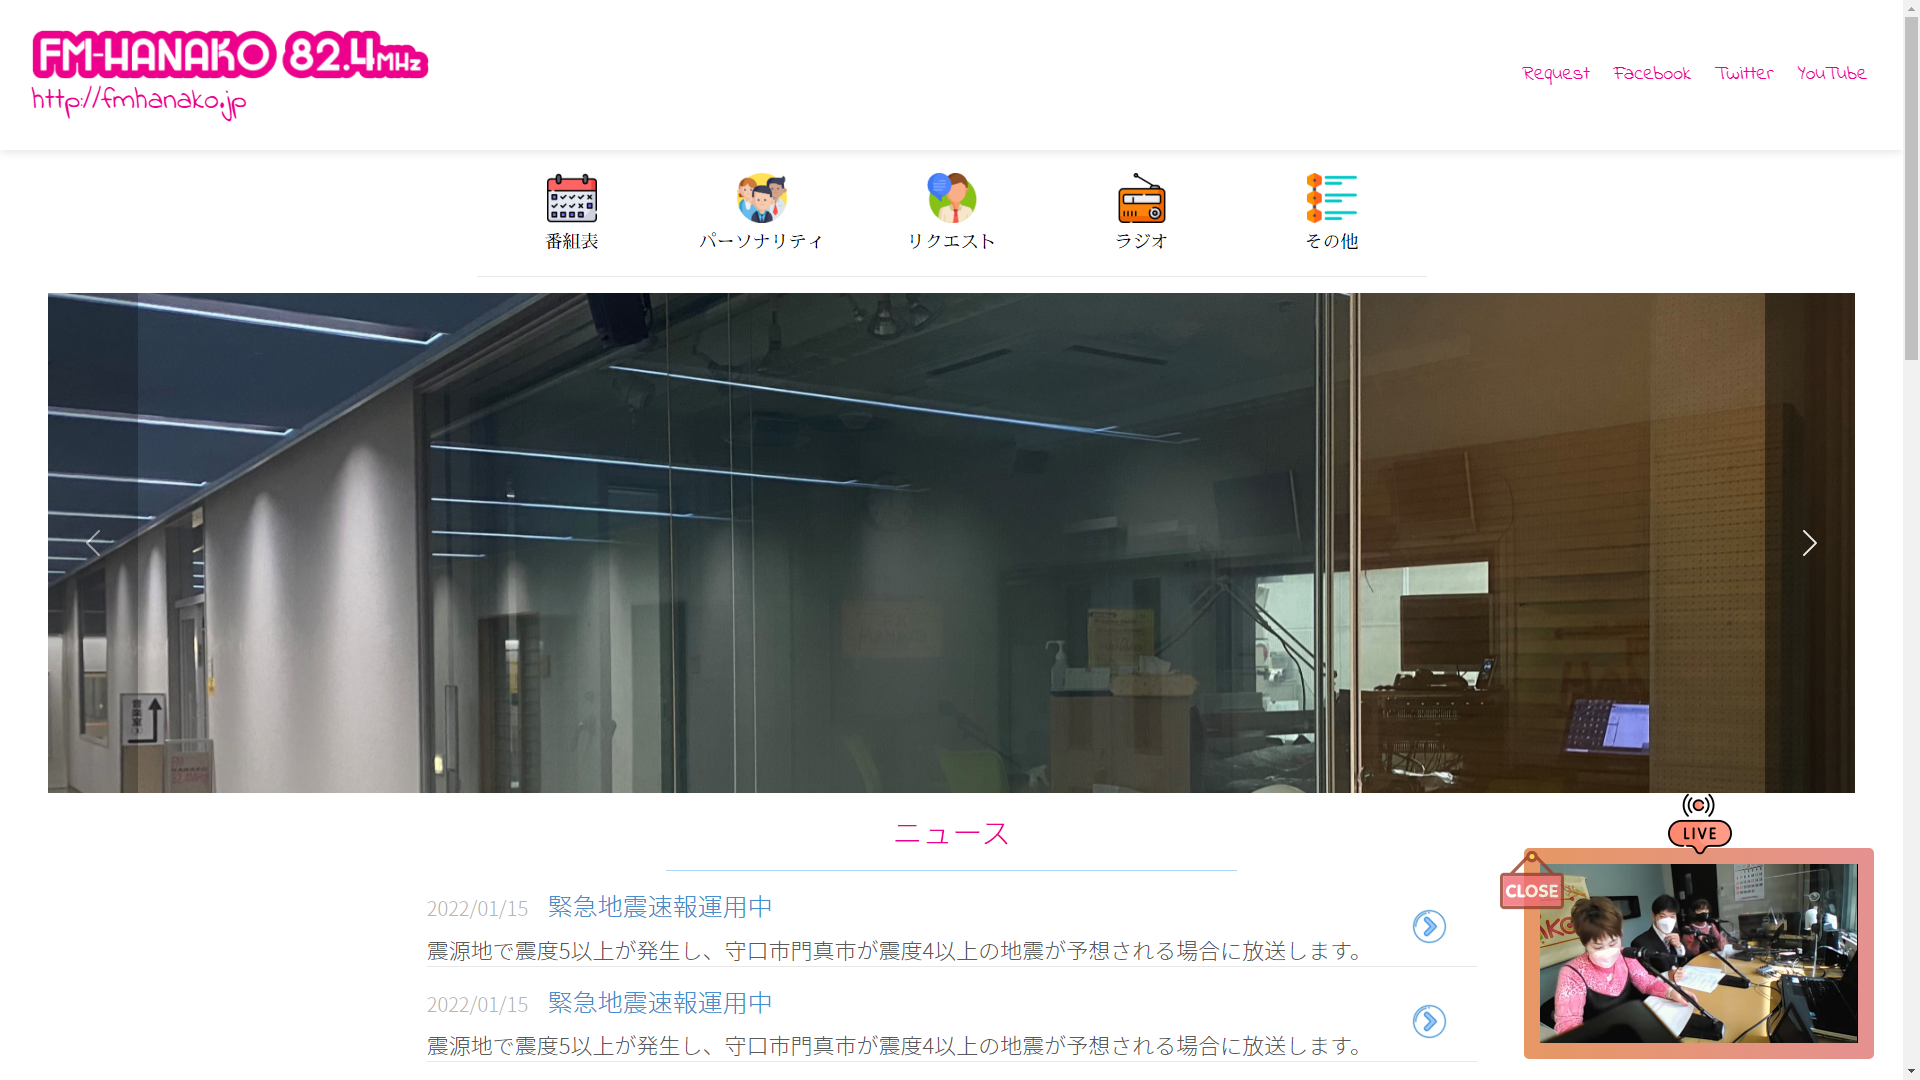 FM-HANAKO 82.4MHz
http://fmhanako.jp
Request Facebook Twitter YouTube
番組表 パーソナリティ リクエスト ラジオ その他
音楽室
FM
82.4MHz
ニュース
LIVE
CLOSE
2022/01/15 緊急地震速報運用中
震源地で震度5以上が発生し、守口市門真市が震度4以上の地震が予想される場合に放送します。
2022/01/15 緊急地震速報運用中
震源地で震度5以上が発生し、守口市門真市が震度4以上の地震が予想される場合に放送します。